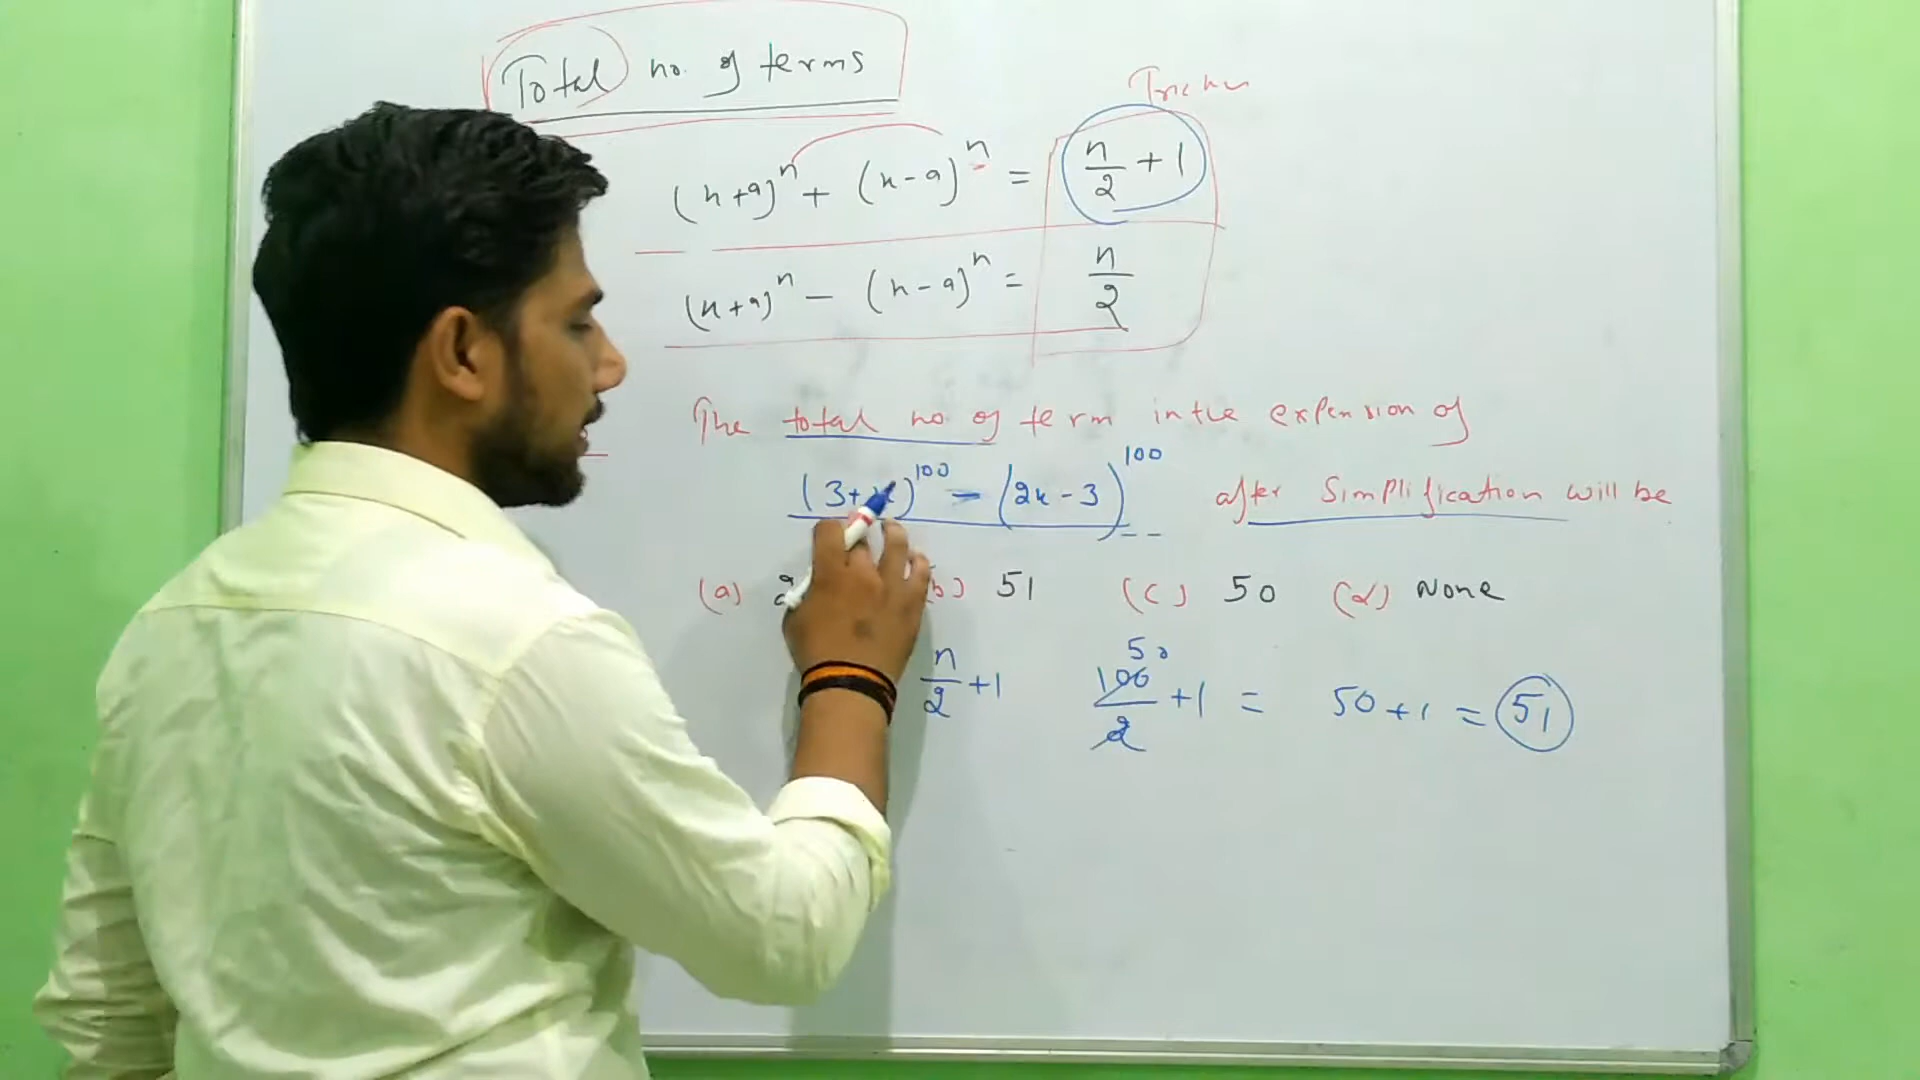 Total no. of terms
(x+a)^n + (x-a)^n = n/2 + 1
(x+a)^n - (x-a)^n = n/2
The total no of term in the expension of
(3+x)^100 - (2x-3)^100 after simplification will be
(a) (b) 51 (c) 50 (d) None
n/2 +1 100/2 +1 = 50+1 = 51
50